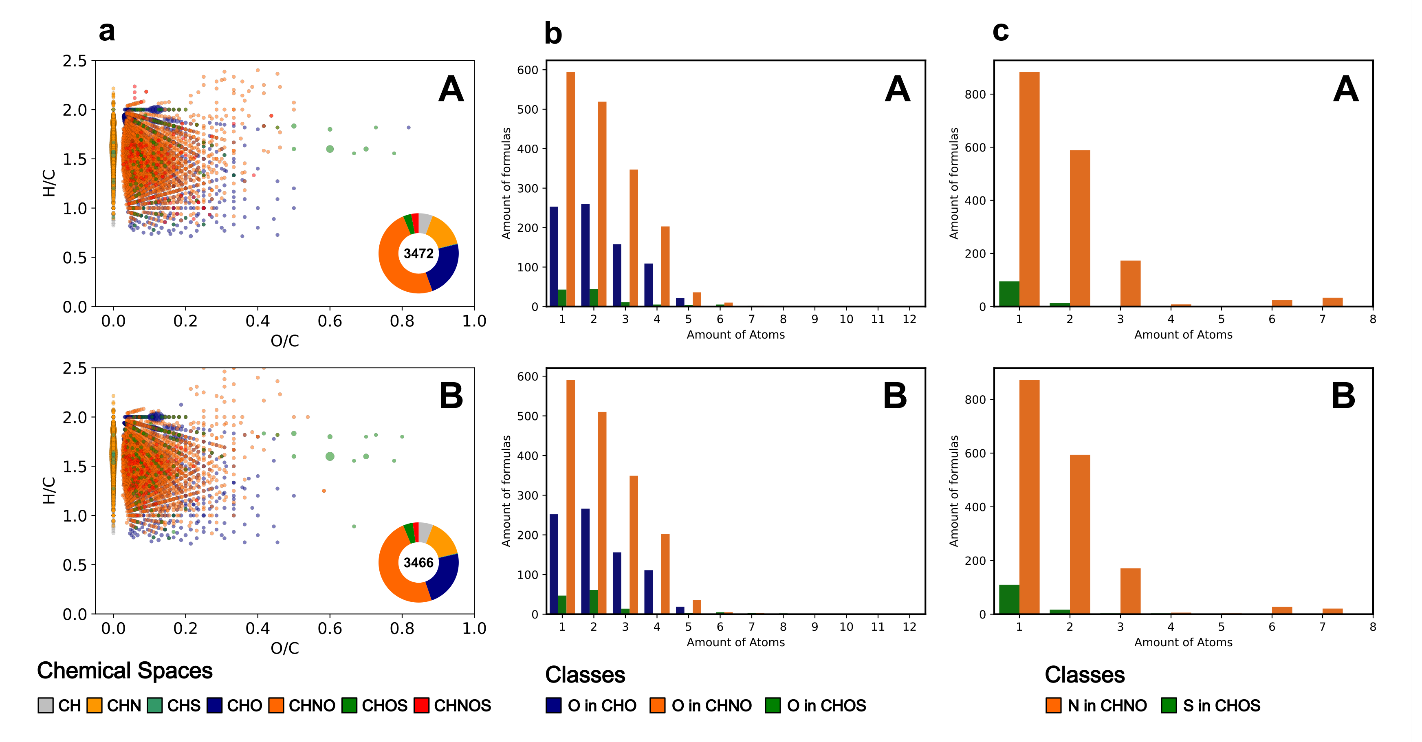 a
b
c
A
2.5
2.0
1.5
1.0
0.5
0.0
H/C
3472
0.0 0.2 0.4 0.6 0.8 1.0
O/C
A
600
500
400
300
200
100
0
Amount of formulas
1 2 3 4 5 6 7 8 9 10 11 12
Amount of Atoms
A
800
600
400
200
0
Amount of formulas
1 2 3 4 5 6 7 8
Amount of Atoms
B
2.5
2.0
1.5
1.0
0.5
0.0
H/C
3466
0.0 0.2 0.4 0.6 0.8 1.0
O/C
B
600
500
400
300
200
100
0
Amount of formulas
1 2 3 4 5 6 7 8 9 10 11 12
Amount of Atoms
B
800
600
400
200
0
Amount of formulas
1 2 3 4 5 6 7 8
Amount of Atoms
Chemical Spaces
CH CHN CHS CHO CHNO CHOS CHNOS
Classes
O in CHO O in CHNO O in CHOS
Classes
N in CHNO S in CHOS